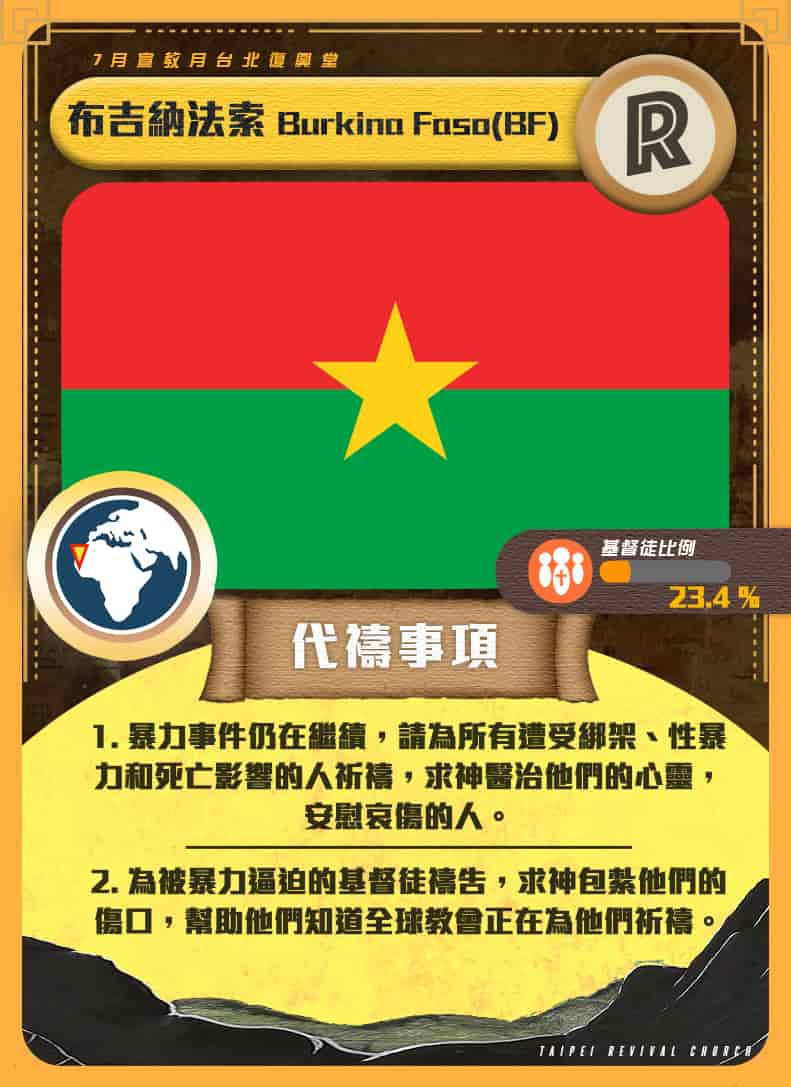 7月宣教月台北復興堂
布吉納法索 Burkina Faso(BF)
R
基督徒比例
23.4 %
代禱事項
1. 暴力事件仍在繼續，請為所有遭受綁架、性暴
力和死亡影響的人祈禱，求神醫治他們的心靈，
安慰哀傷的人。
2. 為被暴力逼迫的基督徒禱告，求神包紮他們的
傷口，幫助他們知道全球教會正在為他們祈禱。
TAIPEI REVIVAL CHURCH